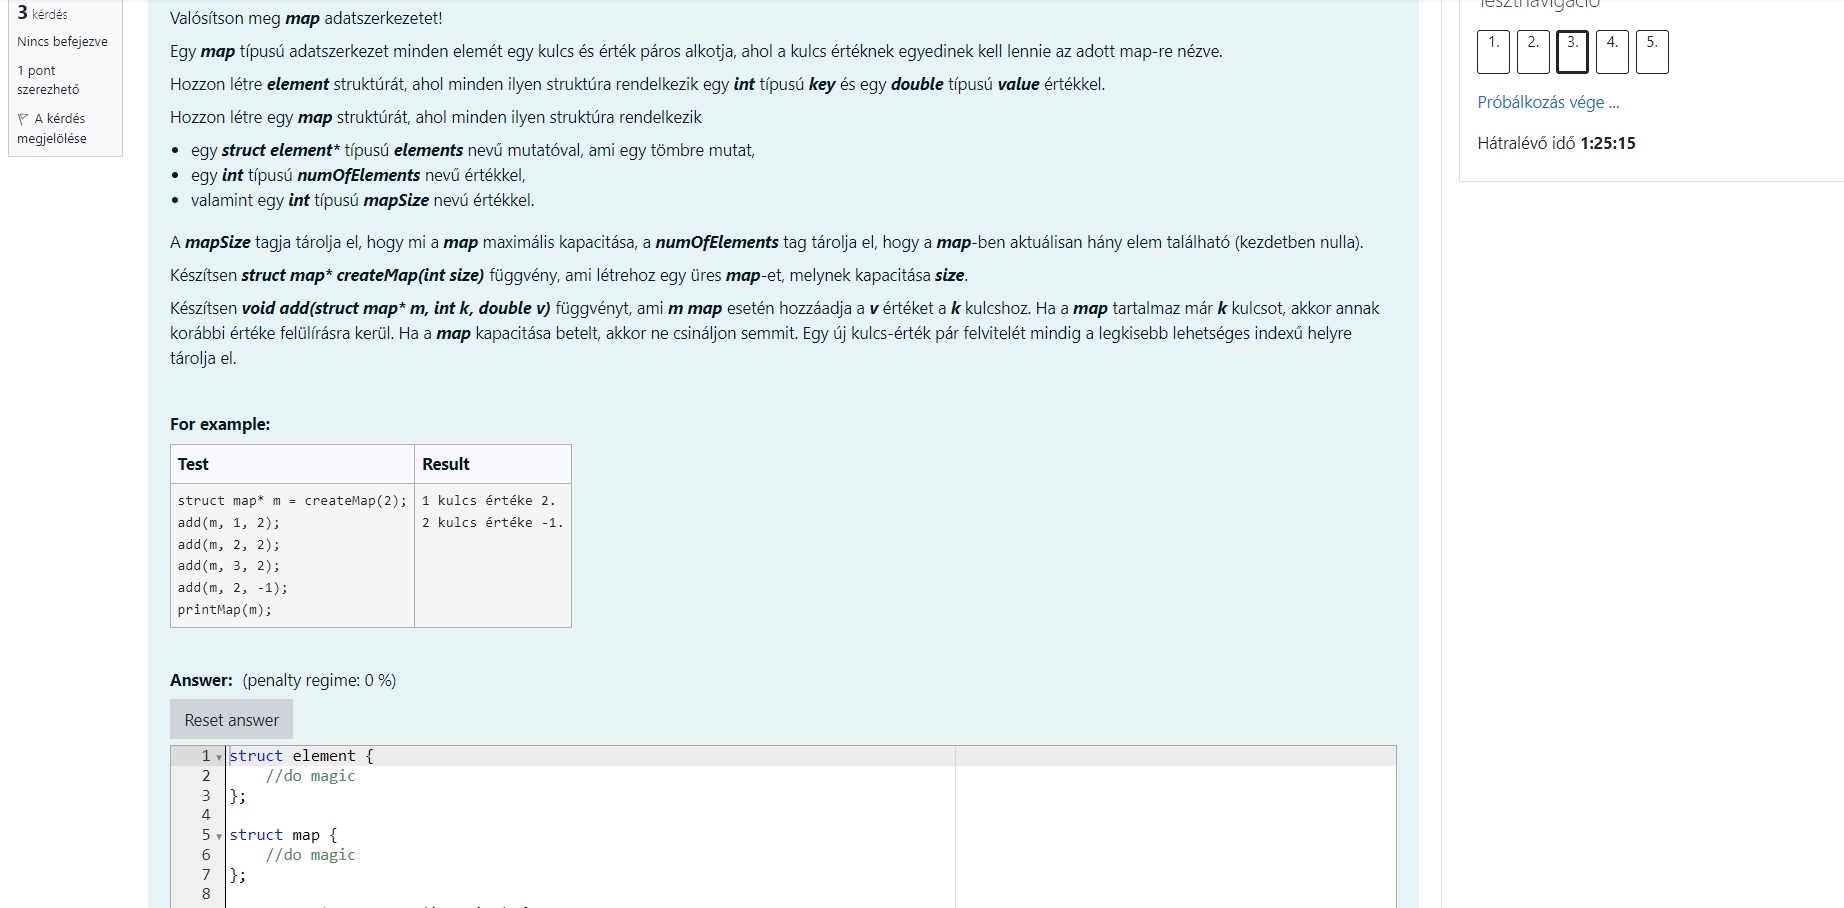 3 kérdés
Nincs befejezve
1 pont
szerezhető
A kérdés
megjelölése
Valósítson meg map adatszerkezetet!
Egy map típusú adatszerkezet minden elemét egy kulcs és érték páros alkotja, ahol a kulcs értéknek egyedinek kell lennie az adott map-re nézve.
Hozzon létre element struktúrát, ahol minden ilyen struktúra rendelkezik egy int típusú key és egy double típusú value értékkel.
Hozzon létre egy map struktúrát, ahol minden ilyen struktúra rendelkezik
• egy struct element* típusú elements nevű mutatóval, ami egy tömbre mutat,
• egy int típusú numOfElements nevű értékkel,
• valamint egy int típusú mapSize nevú értékkel.
A mapSize tagja tárolja el, hogy mi a map maximális kapacitása, a numOfElements tag tárolja el, hogy a map-ben aktuálisan hány elem található (kezdetben nulla).
Készítsen struct map* createMap(int size) függvény, ami létrehoz egy üres map-et, melynek kapacitása size.
Készítsen void add(struct map* m, int k, double v) függvényt, ami m map esetén hozzáadja a v értéket a k kulcshoz. Ha a map tartalmaz már k kulcsot, akkor annak
korábbi értéke felülírásra kerül. Ha a map kapacitása betelt, akkor ne csináljon semmit. Egy új kulcs-érték pár felvitelét mindig a legkisebb lehetséges indexű helyre
tárolja el.
For example:
Test Result
struct map* m = createMap(2); 1 kulcs értéke 2.
add(m, 1, 2); 2 kulcs értéke -1.
add(m, 2, 2);
add(m, 3, 2);
add(m, 2, -1);
printMap(m);
Answer: (penalty regime: 0 %)
Reset answer
1 struct element {
2 //do magic
3 };
4
5 struct map {
6 //do magic
7 };
8
Tesztnavigáció
1. 2. 3. 4. 5.
Próbálkozás vége ...
Hátralévő idő 1:25:15